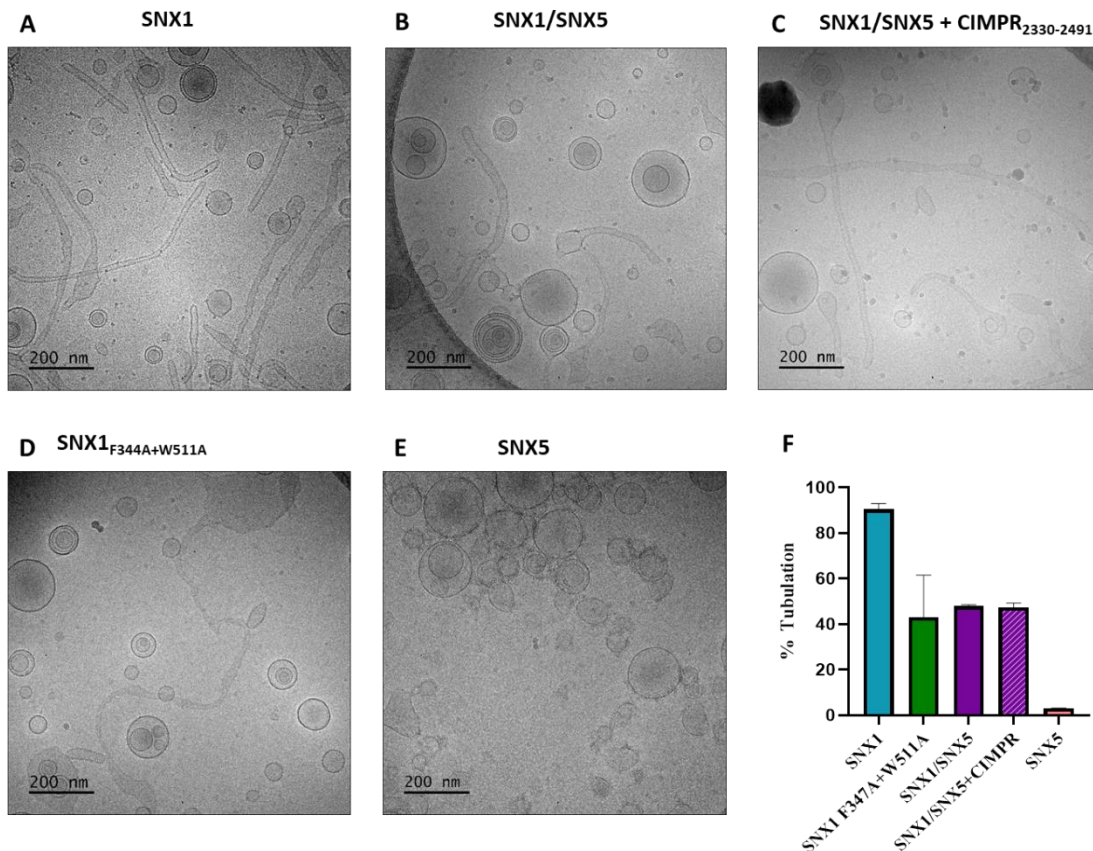 A SNX1
B SNX1/SNX5
C SNX1/SNX5 + CIMPR2330-2491
200 nm
200 nm
200 nm
D SNX1F344A+W511A
E SNX5
F
200 nm
200 nm
% Tubulation
100
80
60
40
20
0
SNX1
SNX1 F347A+W511A
SNX1/SNX5
SNX1/SNX5+CIMPR
SNX5